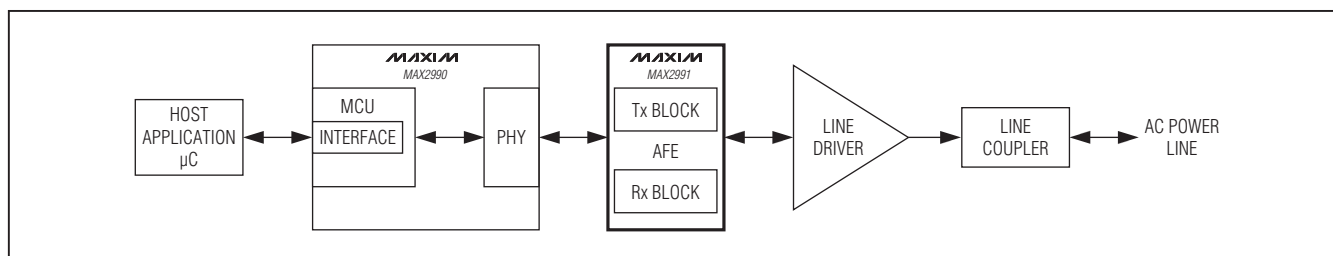 HOST
APPLICATION
µC
MAXIM
MAX2990
MCU
INTERFACE
PHY
MAXIM
MAX2991
Tx BLOCK
AFE
Rx BLOCK
LINE
DRIVER
LINE
COUPLER
AC POWER
LINE